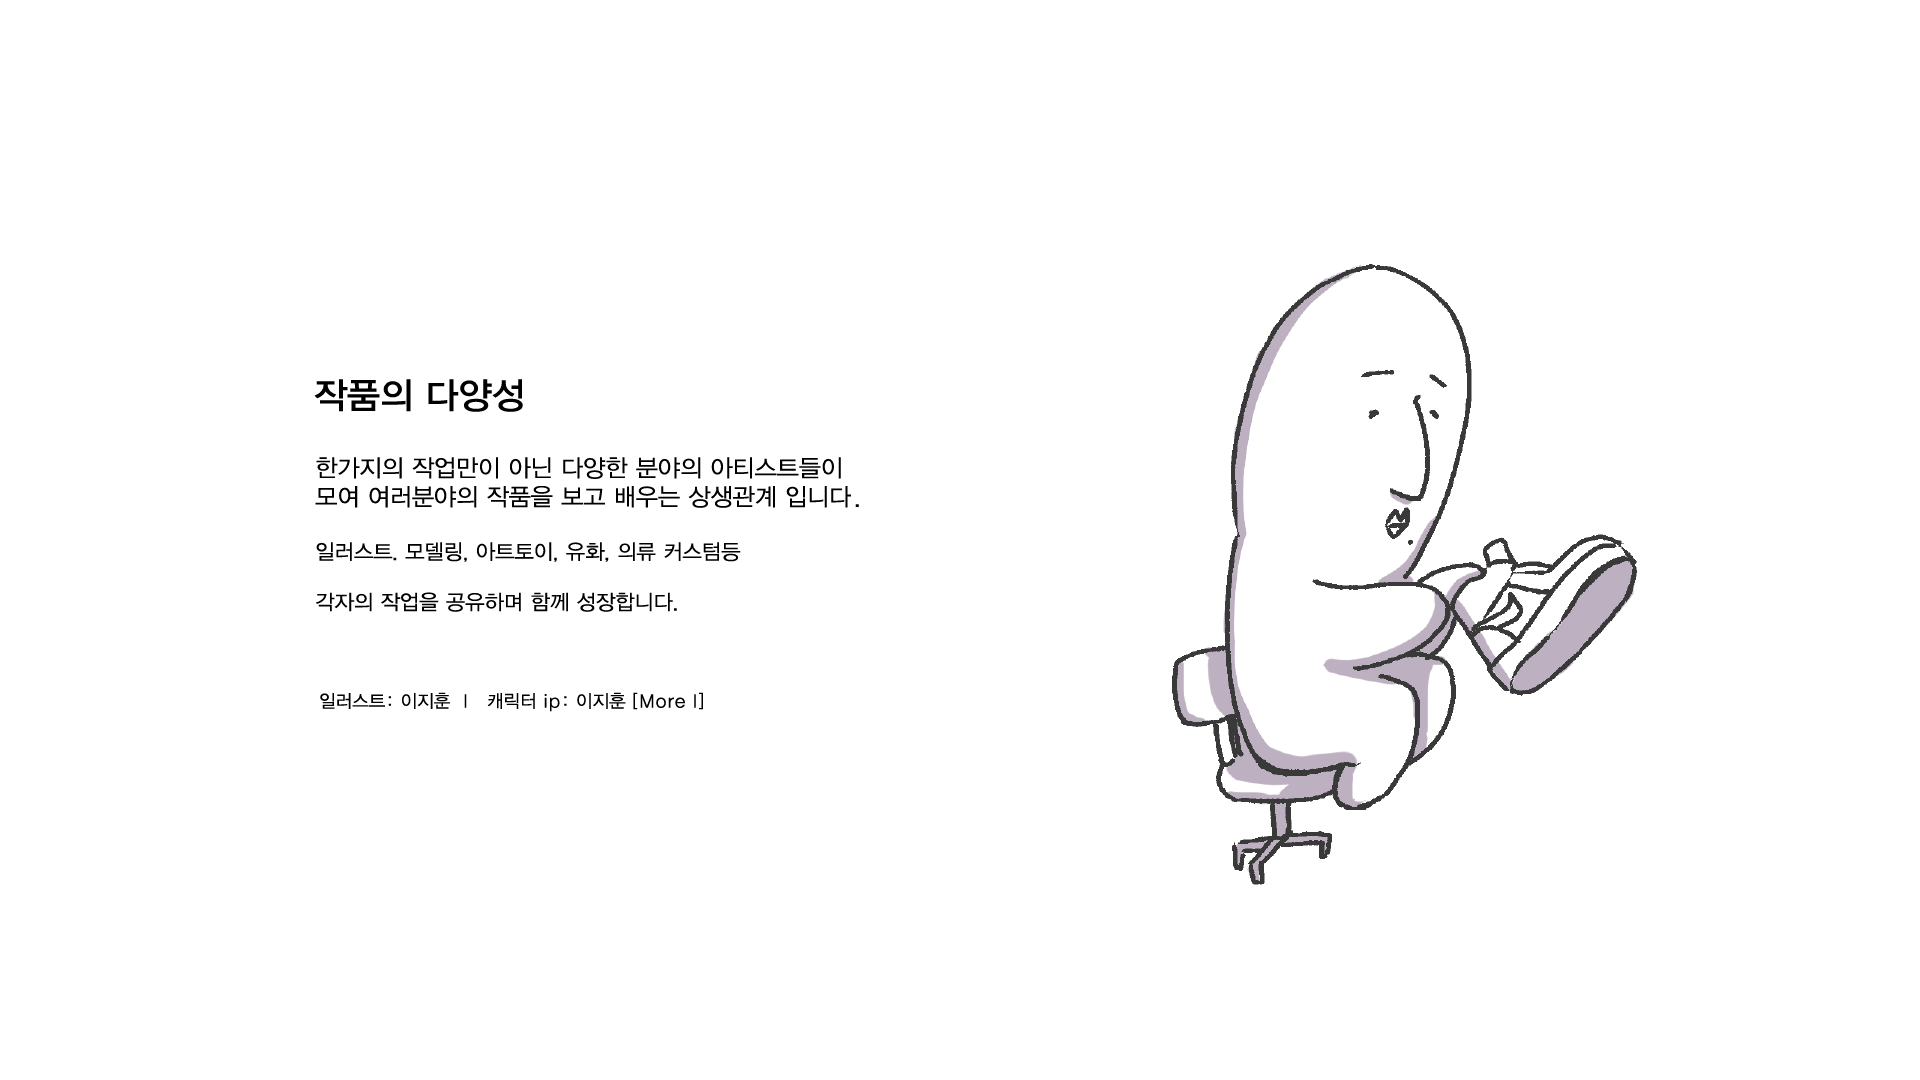 작품의 다양성
한가지의 작업만이 아닌 다양한 분야의 아티스트들이
모여 여러분야의 작품을 보고 배우는 상생관계 입니다.
일러스트. 모델링, 아트토이, 유화, 의류 커스텀등
각자의 작업을 공유하며 함께 성장합니다.
일러스트: 이지훈 ㅣ 캐릭터 ip: 이지훈 [More I]